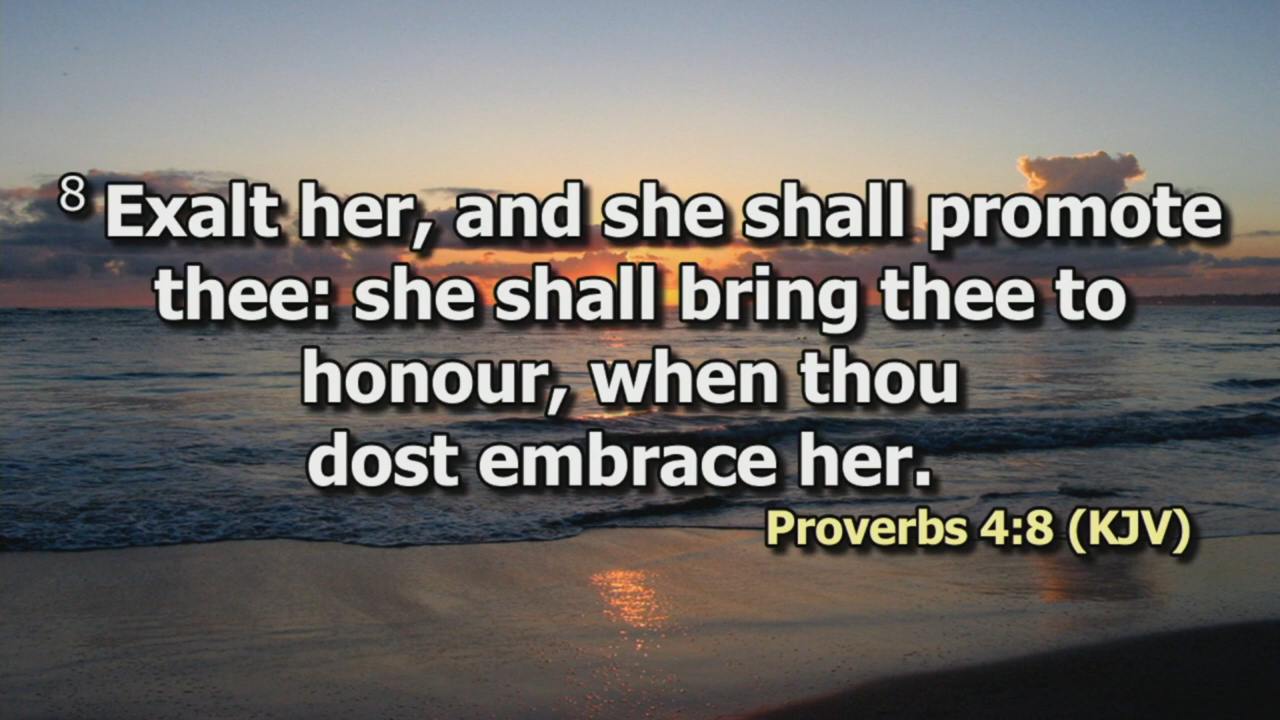 8 Exalt her, and she shall promote
thee: she shall bring thee to
honour, when thou
dost embrace her.
Proverbs 4:8 (KJV)